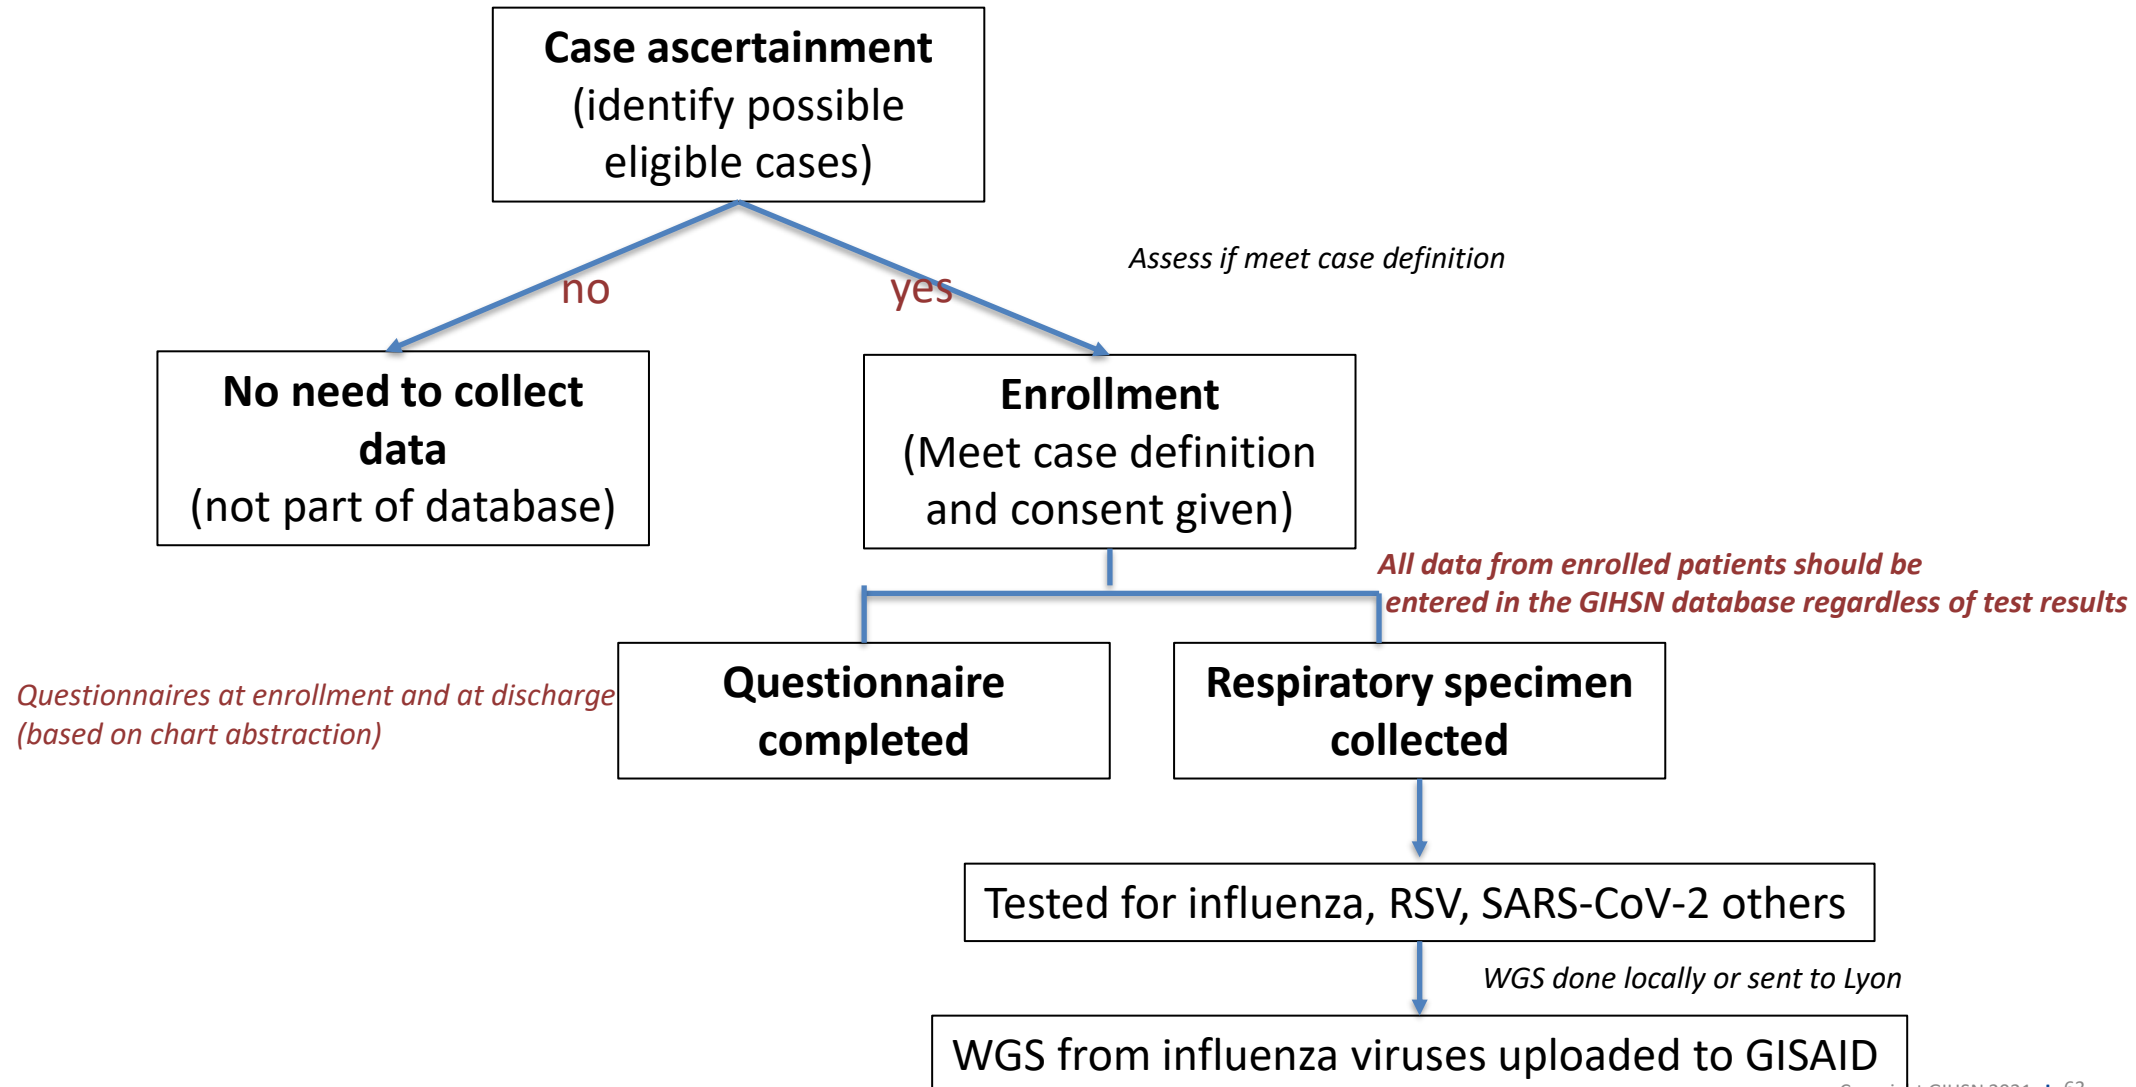 Case ascertainment
(identify possible
eligible cases)
Assess if meet case definition
no
yes
No need to collect
data
(not part of database)
Enrollment
(Meet case definition
and consent given)
All data from enrolled patients should be
entered in the GIHSN database regardless of test results
Questionnaires at enrollment and at discharge
(based on chart abstraction)
Questionnaire
completed
Respiratory specimen
collected
Tested for influenza, RSV, SARS-CoV-2 others
WGS done locally or sent to Lyon
WGS from influenza viruses uploaded to GISAID
GIHSN 2021